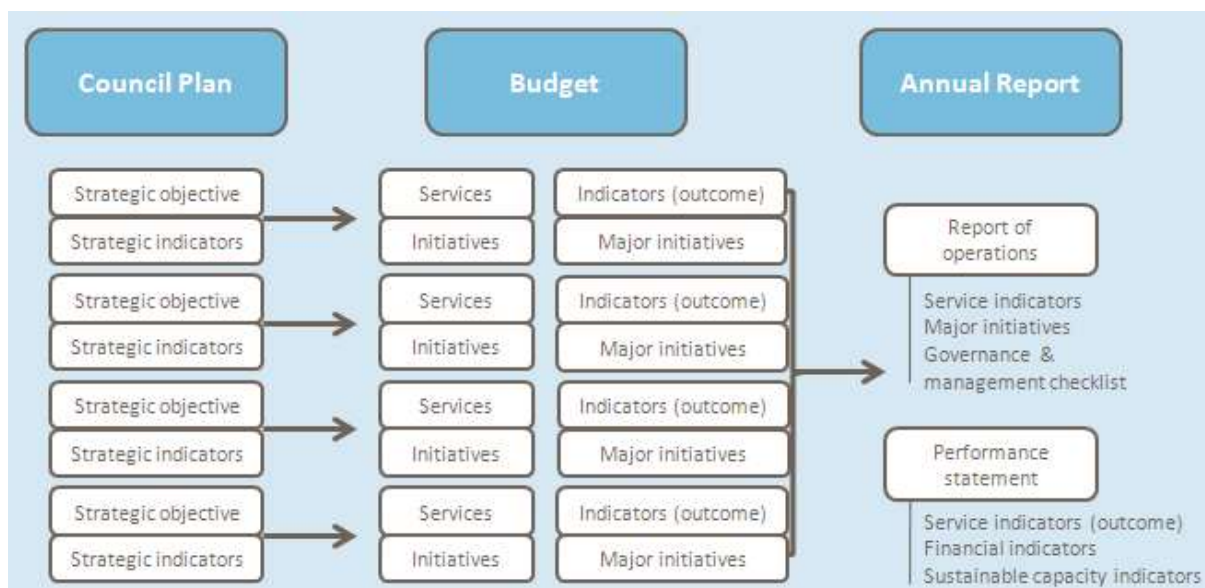 Council Plan
Budget
Annual Report
Strategic objective
Strategic indicators
Strategic objective
Strategic indicators
Strategic objective
Strategic indicators
Strategic objective
Strategic indicators
Services
Initiatives
Services
Initiatives
Services
Initiatives
Services
Initiatives
Indicators (outcome)
Major initiatives
Indicators (outcome)
Major initiatives
Indicators (outcome)
Major initiatives
Indicators (outcome)
Major initiatives
Report of
operations
Service indicators
Major initiatives
Governance &
management checklist
Performance
statement
Service indicators (outcome)
Financial indicators
Sustainable capacity indicators